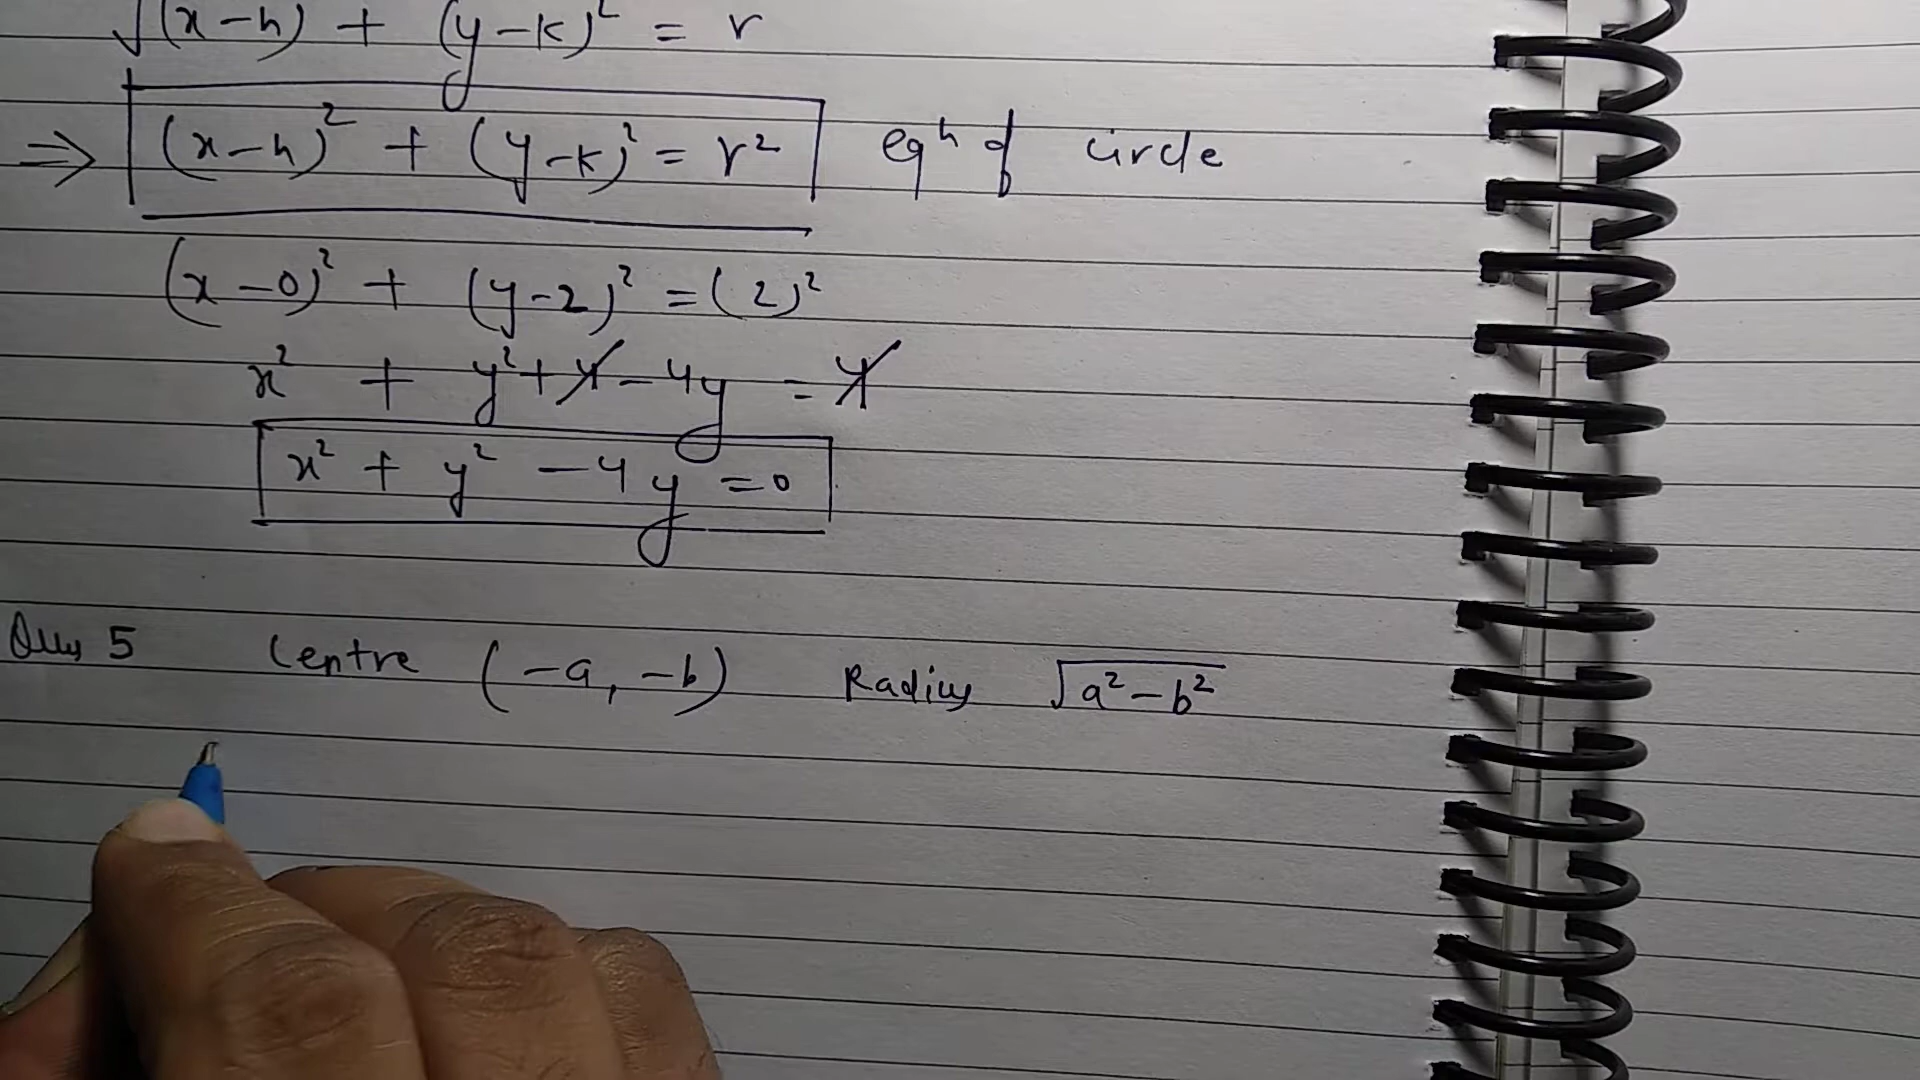 √(x-h) + (y-k)² = r
⇒ (x-h)² + (y-k)² = r² eqⁿ of circle
(x-0)² + (y-2)² = (2)²
x² + y² + 4 - 4y = 4
x² + y² - 4y = 0
Ques 5 Centre (-a, -b) Radius √a²-b²